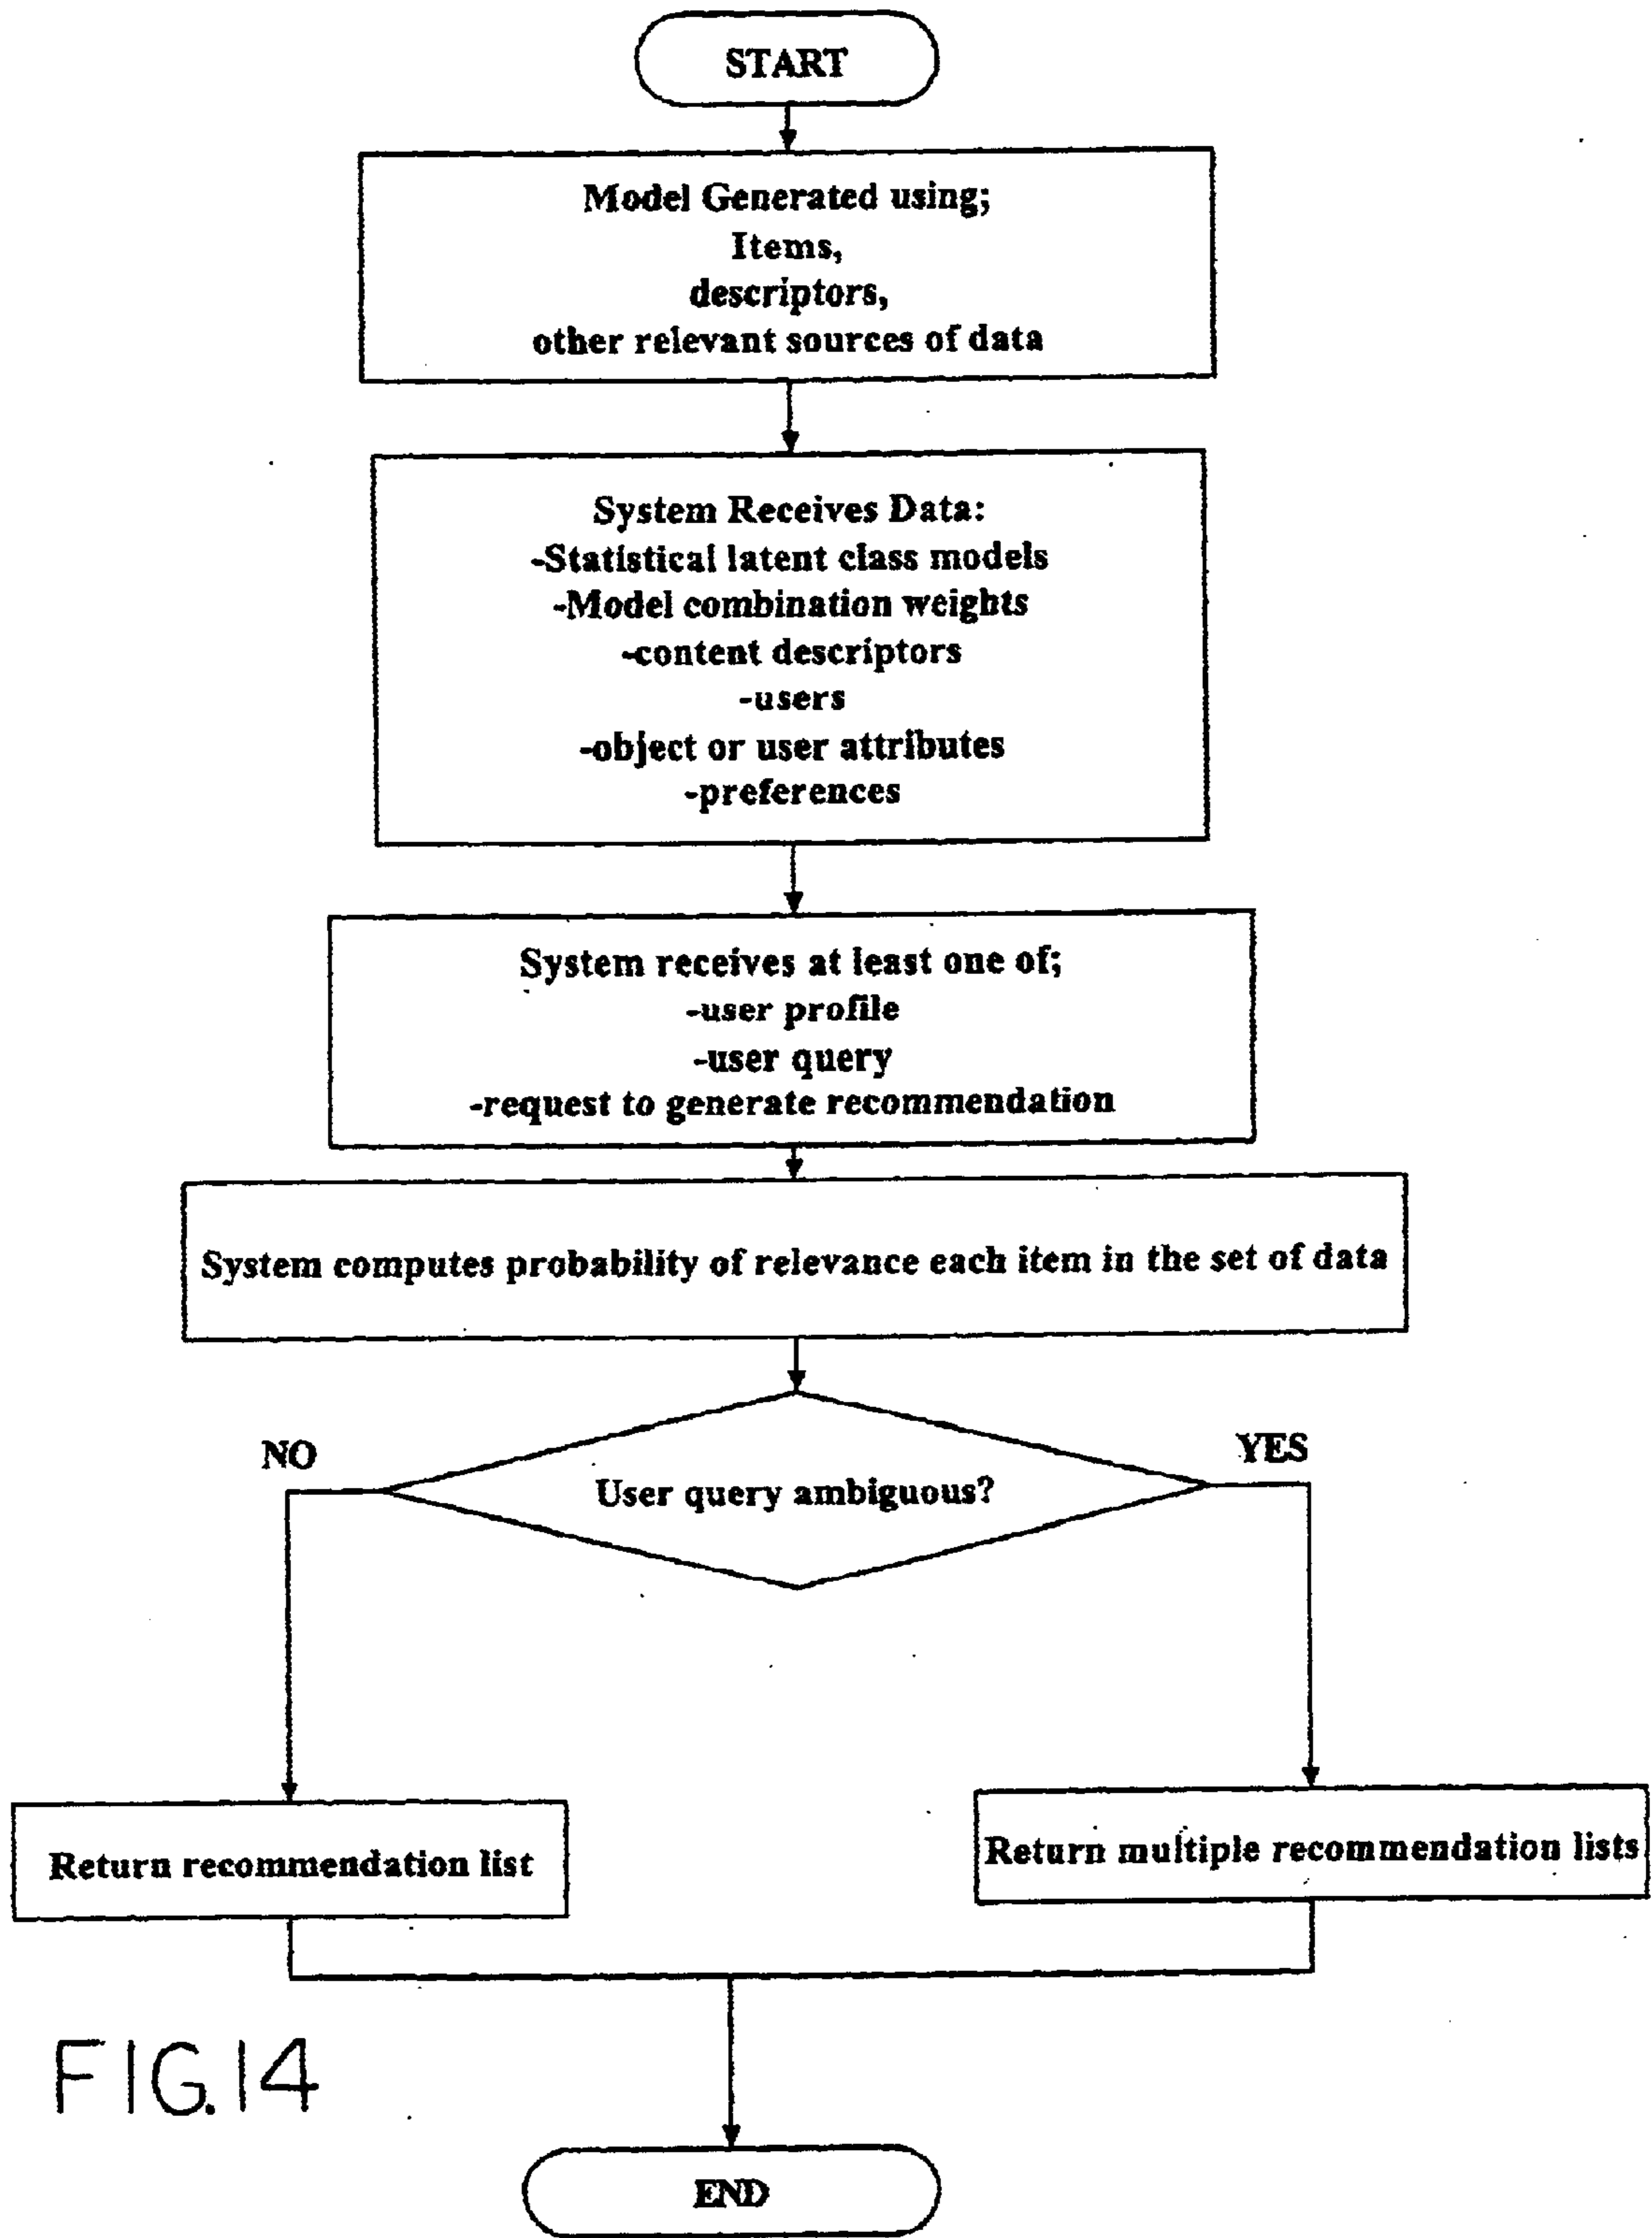 START
Model Generated using;
Items,
descriptors,
other relevant sources of data
System Receives Data:
-Statistical latent class models
-Model combination weights
-content descriptors
-users
-object or user attributes
-preferences
System receives at least one of;
-user profile
-user query
-request to generate recommendation
System computes probability of relevance each item in the set of data
NO
YES
User query ambiguous?
Return recommendation list
Return multiple recommendation lists
FIG.14
END